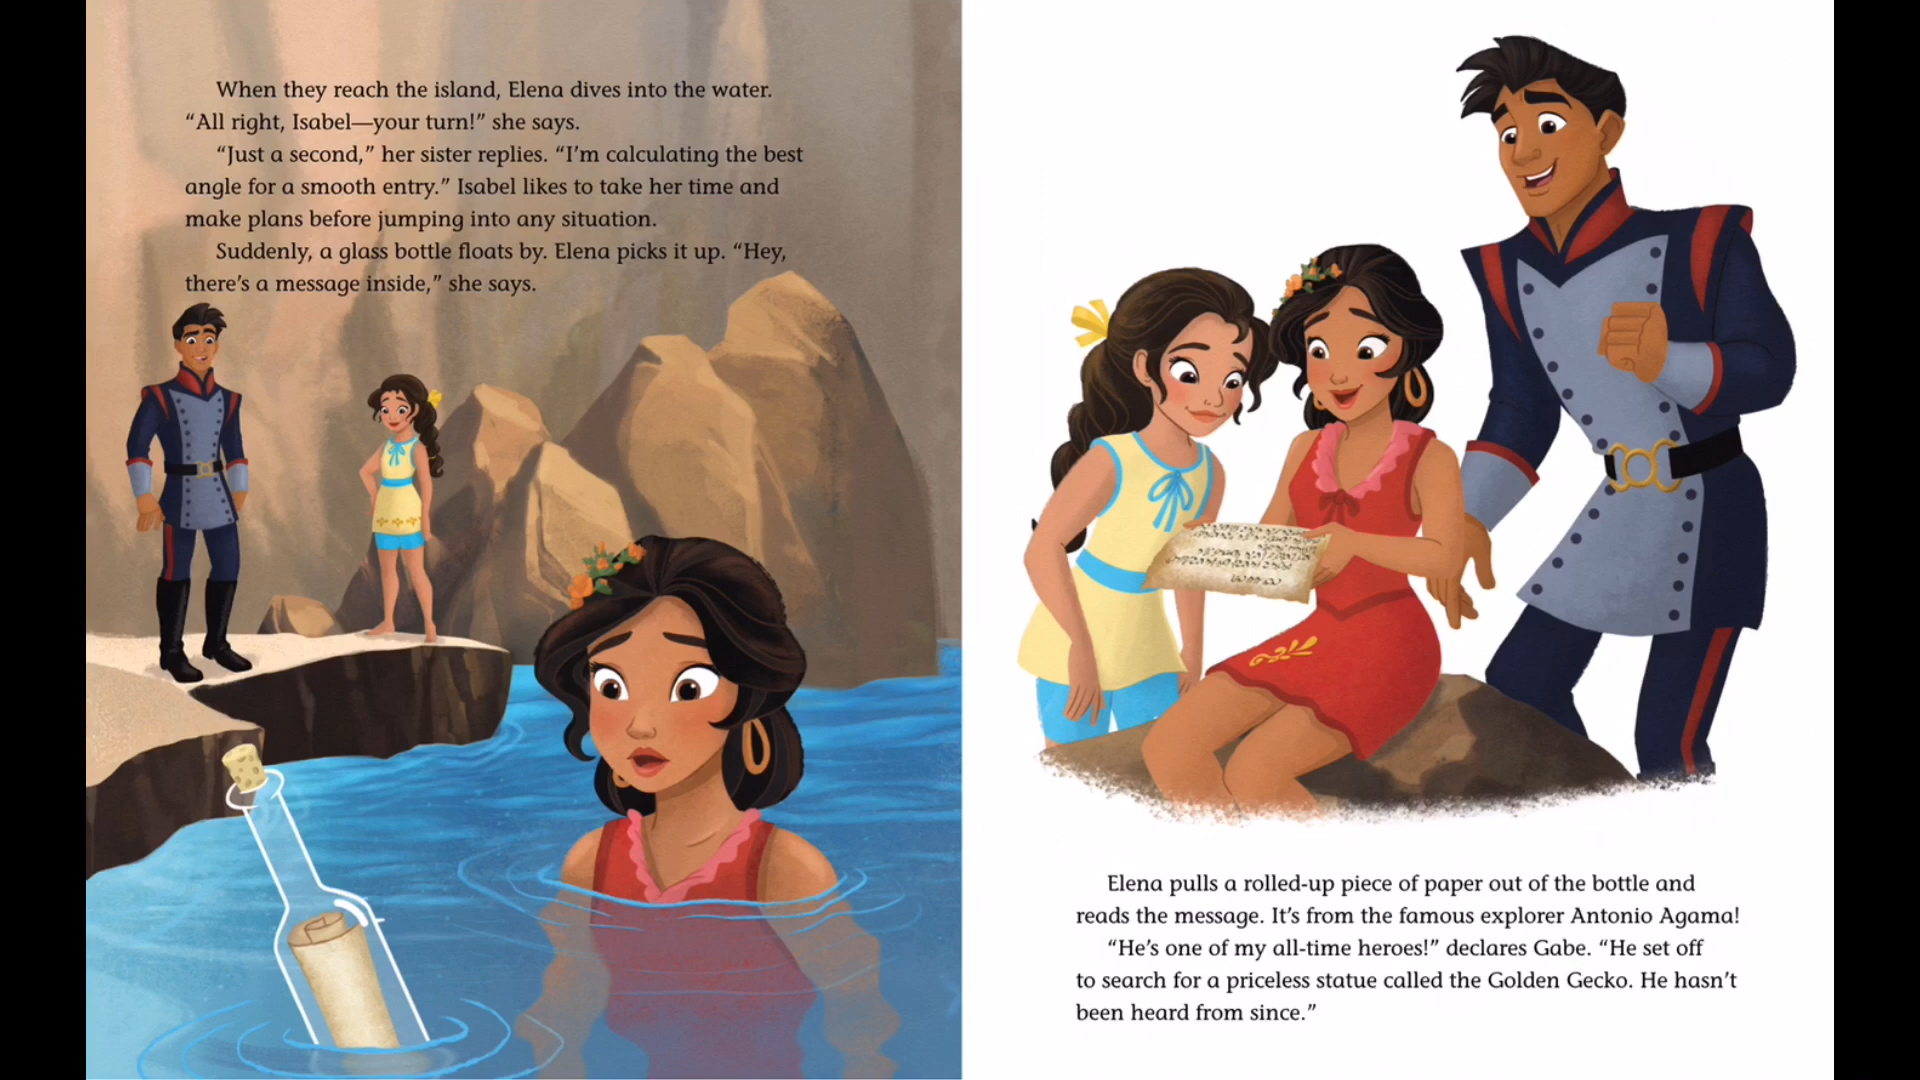 When they reach the island, Elena dives into the water.
“All right, Isabel—your turn!” she says.
“Just a second,” her sister replies. “I’m calculating the best
angle for a smooth entry.” Isabel likes to take her time and
make plans before jumping into any situation.
Suddenly, a glass bottle floats by. Elena picks it up. “Hey,
there’s a message inside,” she says.
Elena pulls a rolled-up piece of paper out of the bottle and
reads the message. It’s from the famous explorer Antonio Agama!
“He’s one of my all-time heroes!” declares Gabe. “He set off
to search for a priceless statue called the Golden Gecko. He hasn’t
been heard from since.”